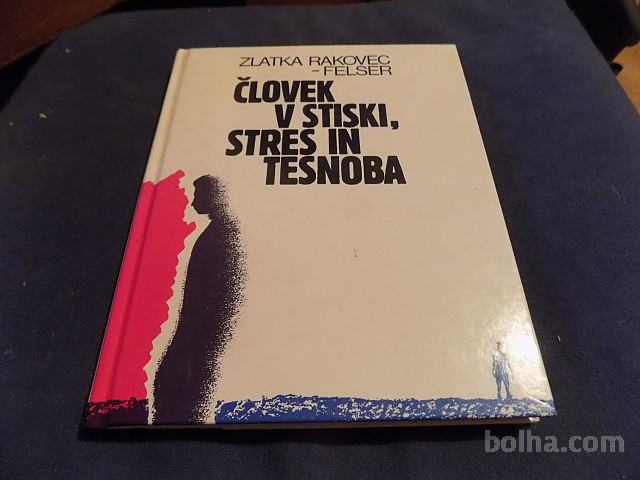 ZLATKA RAKOVEC
-FELSER
ČLOVEK
V STISKI,
STRES IN
TESNOBA
bolha.com